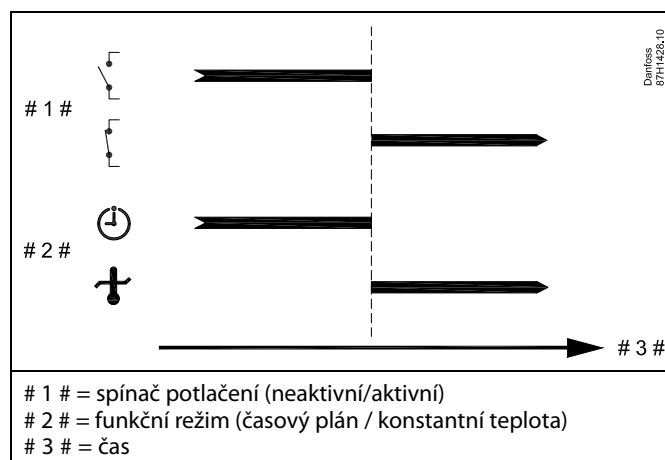 Danfoss
87H1428.10
# 1 #
# 2 #
# 3 #
# 1 # = spínač potlačení (neaktivní/aktivní)
# 2 # = funkční režim (časový plán / konstantní teplota)
# 3 # = čas